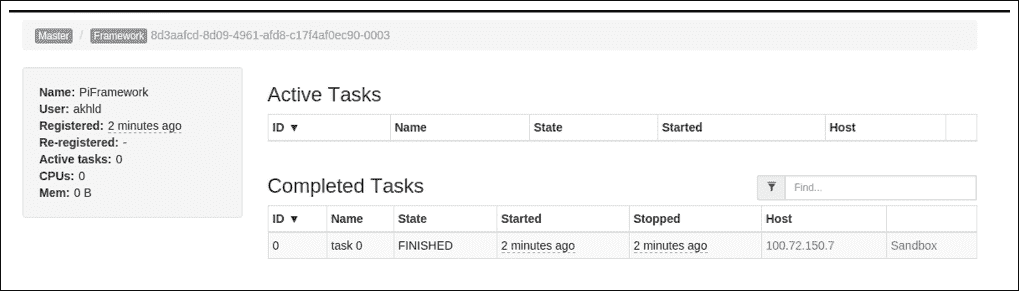 Master / Framework 8d3aafcd-8d09-4961-afd8-c17f4af0ec90-0003
Name: PiFramework
User: akhld
Registered: 2 minutes ago
Re-registered: -
Active tasks: 0
CPUs: 0
Mem: 0 B
Active Tasks
ID ▼ Name State Started Host
Completed Tasks
Find...
ID ▼ Name State Started Stopped Host
0 task 0 FINISHED 2 minutes ago 2 minutes ago 100.72.150.7 Sandbox